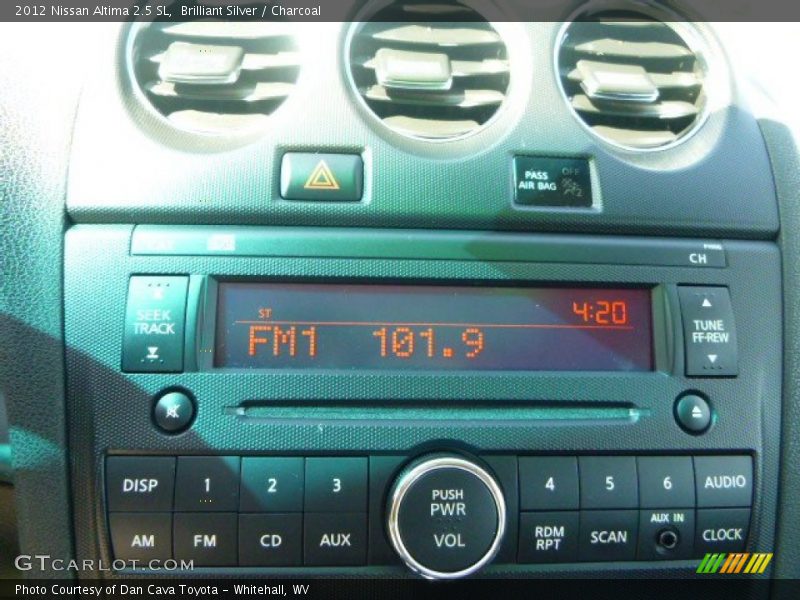 2012 Nissan Altima 2.5 SL, Brilliant Silver / Charcoal
PASS AIR BAG OFF
CH
SEEK
TRACK
ST
4:20
FM1 101.9
TUNE
FF-REW
DISP 1 2 3
PUSH
PWR
VOL
4 5 6 AUDIO
AM FM CD AUX
RDM
RPT
SCAN
AUX IN
CLOCK
GTCARLOT.COM
Photo Courtesy of Dan Cava Toyota - Whitehall, WV